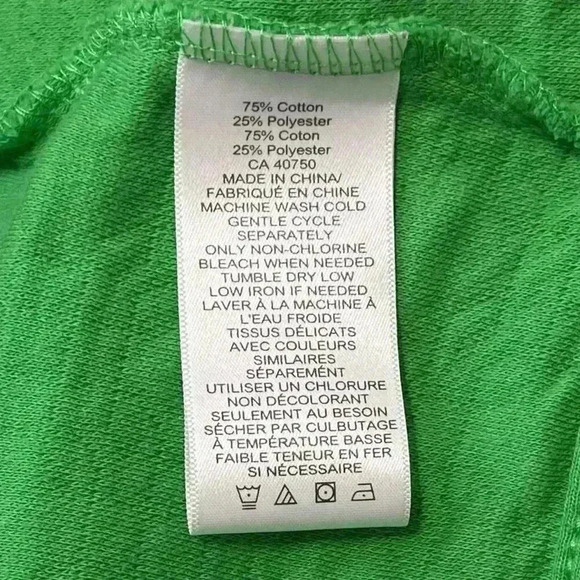 75% Cotton
25% Polyester
75% Coton
25% Polyester
CA 40750
MADE IN CHINA/
FABRIQUÉ EN CHINE
MACHINE WASH COLD
GENTLE CYCLE
SEPARATELY
ONLY NON-CHLORINE
BLEACH WHEN NEEDED
TUMBLE DRY LOW
LOW IRON IF NEEDED
LAVER À LA MACHINE À
L'EAU FROIDE
TISSUS DÉLICATS
AVEC COULEURS
SIMILAIRES
SÉPARÉMENT
UTILISER UN CHLORURE
NON DÉCOLORANT
SEULEMENT AU BESOIN
SÉCHER PAR CULBUTAGE
À TEMPÉRATURE BASSE
FAIBLE TENEUR EN FER
SI NÉCESSAIRE